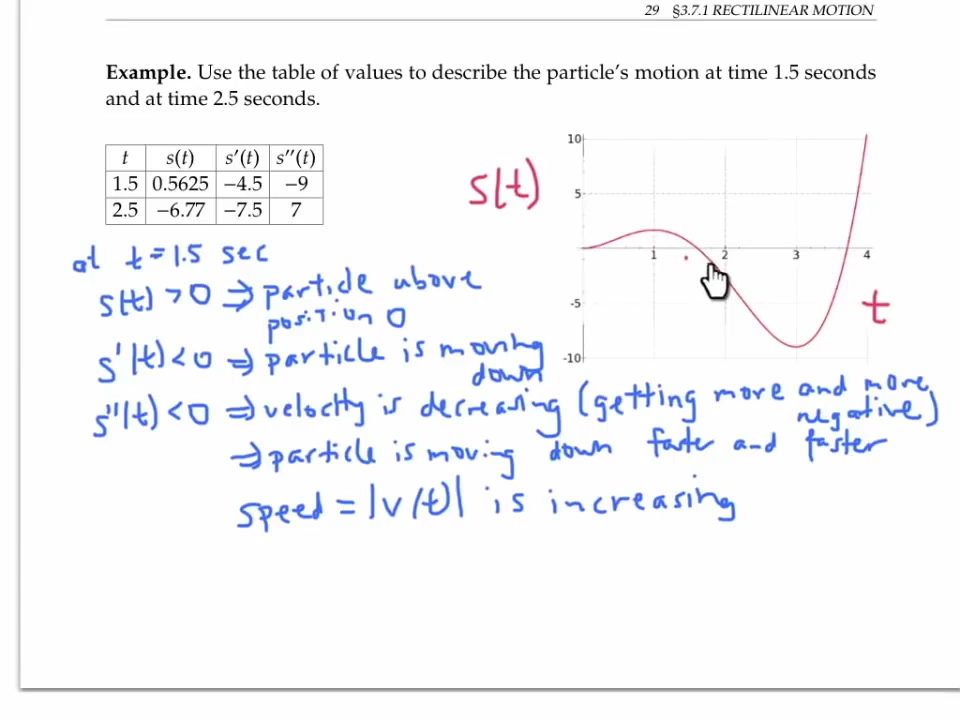 29 §3.7.1 RECTILINEAR MOTION
Example. Use the table of values to describe the particle's motion at time 1.5 seconds
and at time 2.5 seconds.
t s(t) s′(t) s″(t)
1.5 0.5625 −4.5 −9
2.5 −6.77 −7.5 7
s(t)
10
5
1 2 3 4
-5
-10
t
at t = 1.5 sec
s(t) > 0 ⇒ particle above
position 0
s'(t) < 0 ⇒ particle is moving
down
s''(t) < 0 ⇒ velocity is decreasing (getting more and more
negative)
⇒ particle is moving down faster and faster
speed = |v(t)| is increasing